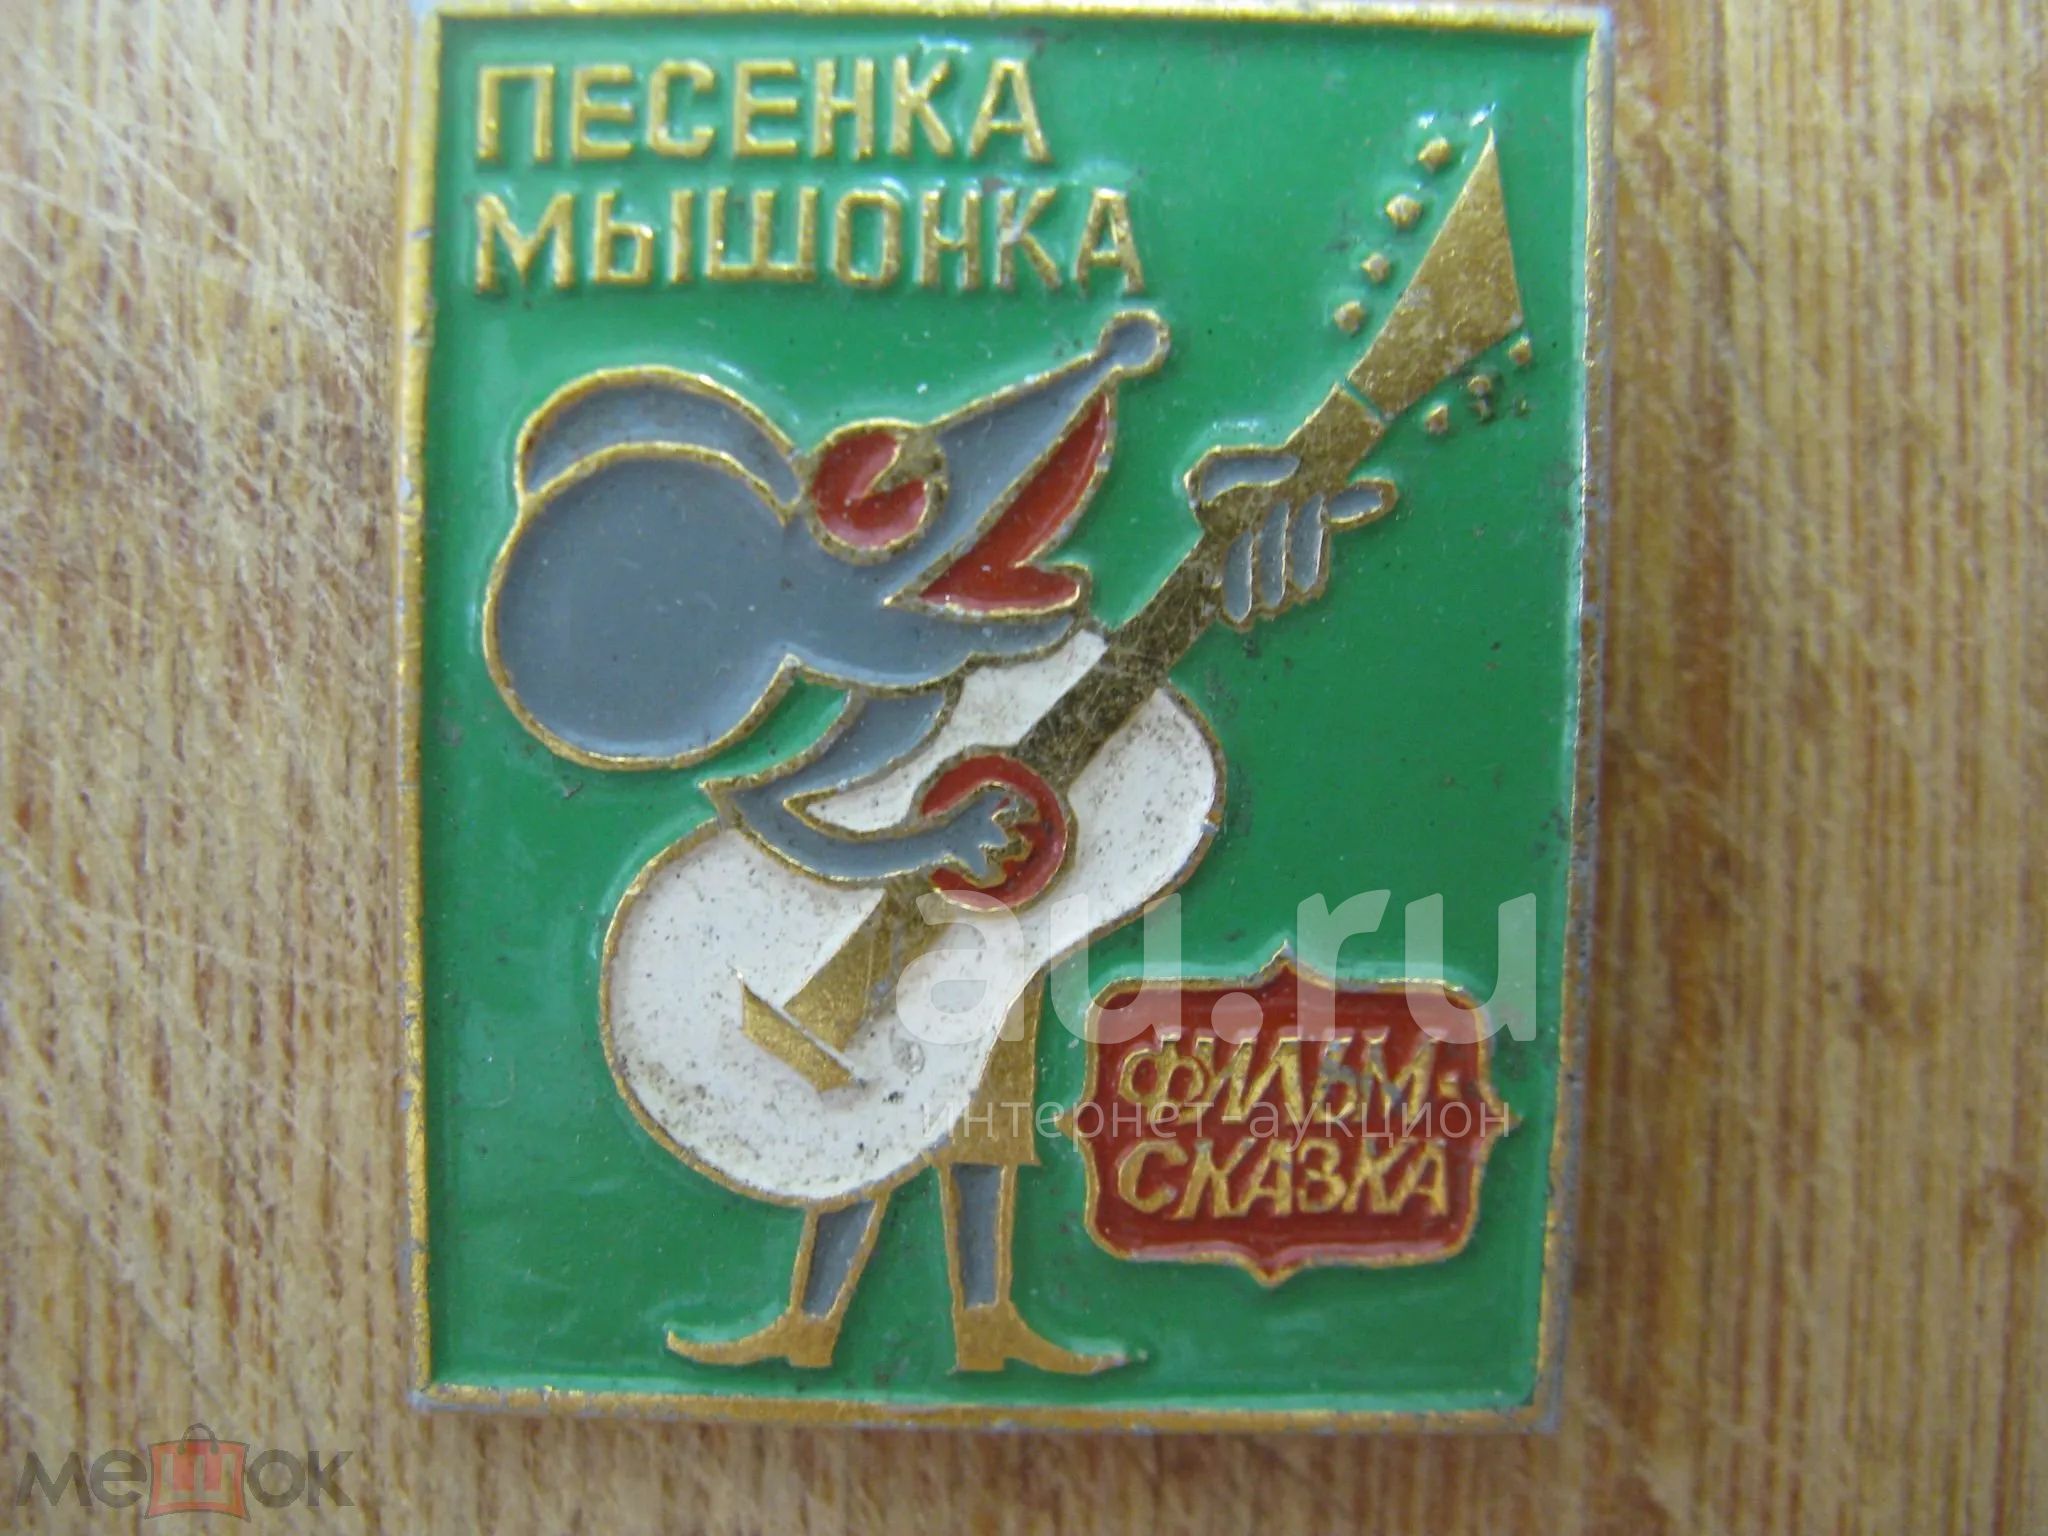 ПЕСЕНКА
МЫШОНКА
au.ru
интернет аукцион
ФИЛЬМ-
СКАЗКА
мешок